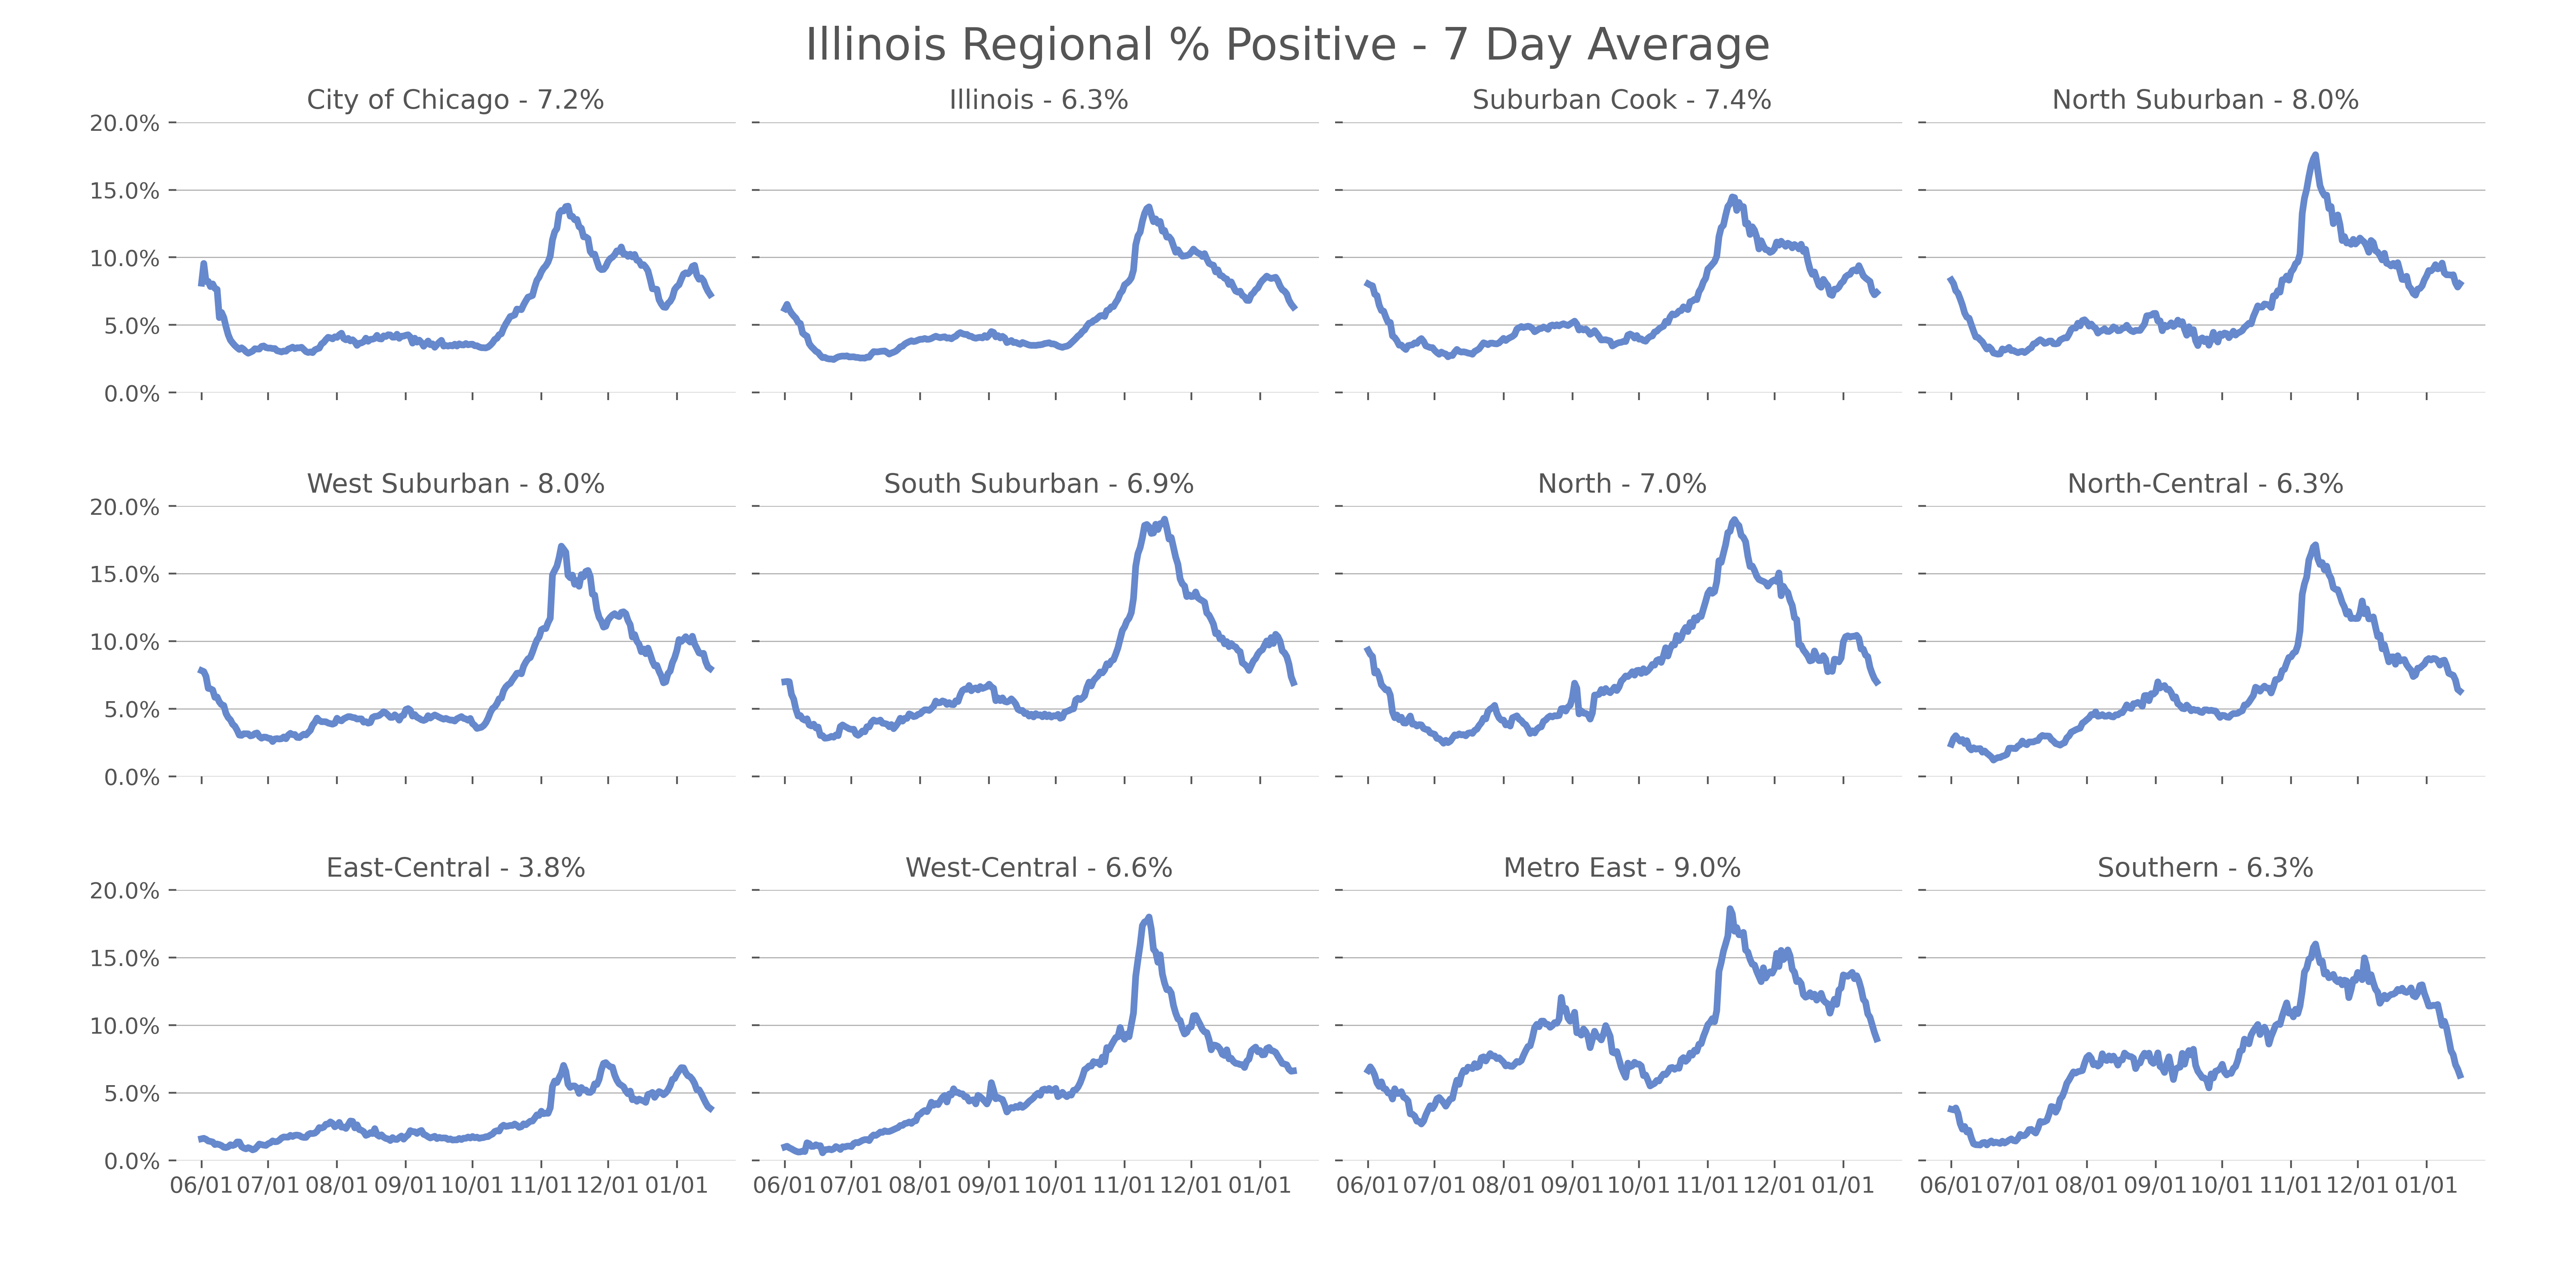 Illinois Regional % Positive - 7 Day Average
City of Chicago - 7.2%
Illinois - 6.3%
Suburban Cook - 7.4%
North Suburban - 8.0%
20.0%
15.0%
10.0%
5.0%
0.0%
West Suburban - 8.0%
South Suburban - 6.9%
North - 7.0%
North-Central - 6.3%
20.0%
15.0%
10.0%
5.0%
0.0%
East-Central - 3.8%
West-Central - 6.6%
Metro East - 9.0%
Southern - 6.3%
20.0%
15.0%
10.0%
5.0%
0.0%
06/01 07/01 08/01 09/01 10/01 11/01 12/01 01/01
06/01 07/01 08/01 09/01 10/01 11/01 12/01 01/01
06/01 07/01 08/01 09/01 10/01 11/01 12/01 01/01
06/01 07/01 08/01 09/01 10/01 11/01 12/01 01/01